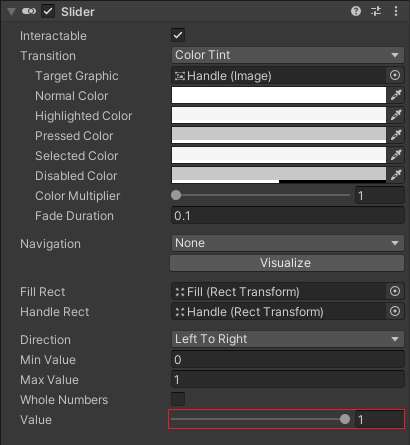 Slider
Interactable
Transition Color Tint
Target Graphic Handle (Image)
Normal Color
Highlighted Color
Pressed Color
Selected Color
Disabled Color
Color Multiplier 1
Fade Duration 0.1
Navigation None
Visualize
Fill Rect Fill (Rect Transform)
Handle Rect Handle (Rect Transform)
Direction Left To Right
Min Value 0
Max Value 1
Whole Numbers
Value 1